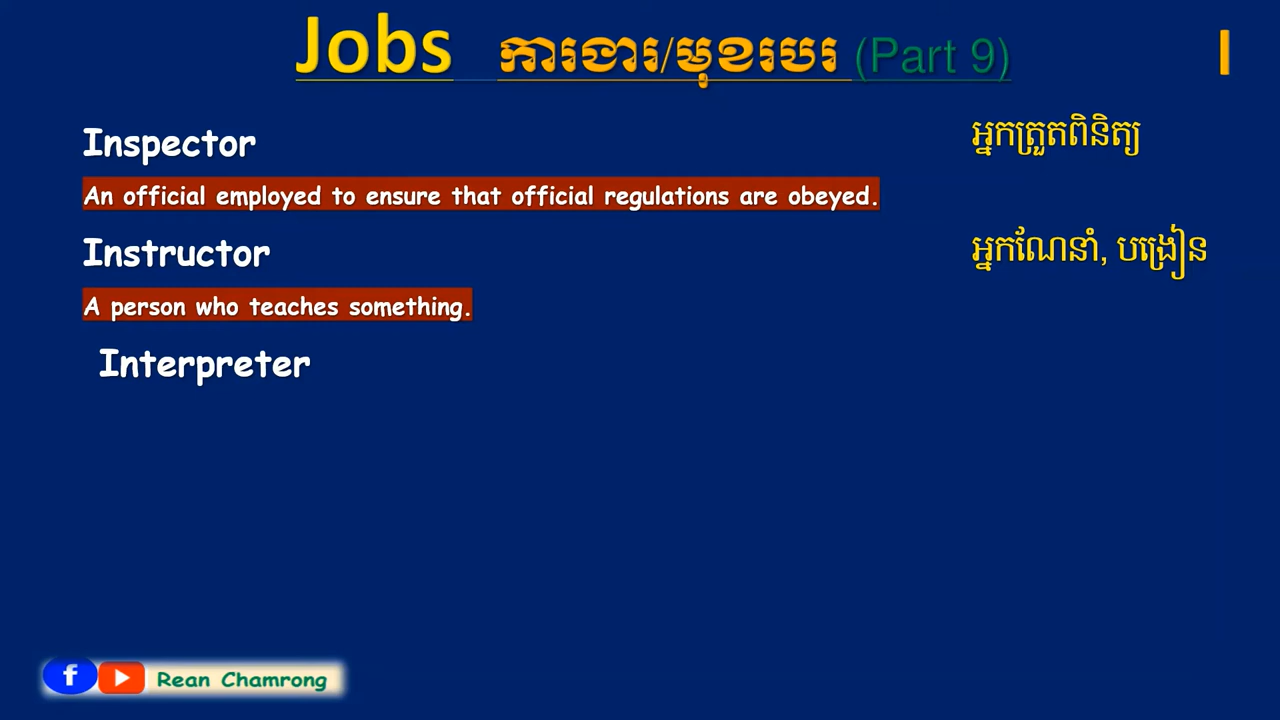 Jobs ការងារ/មុខរបរ (Part 9)
I
Inspector
អ្នកត្រួតពិនិត្យ
An official employed to ensure that official regulations are obeyed.
Instructor
អ្នកណែនាំ, បង្រៀន
A person who teaches something.
Interpreter
f Rean Chamrong